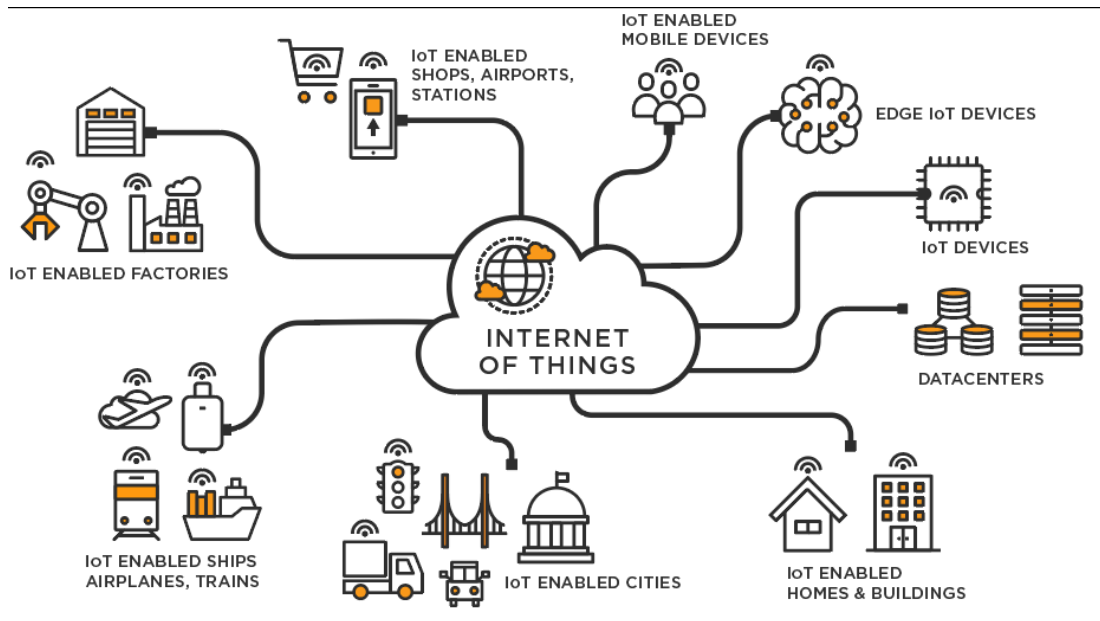 IoT ENABLED
MOBILE DEVICES
IoT ENABLED
SHOPS, AIRPORTS,
STATIONS
EDGE IoT DEVICES
IoT DEVICES
IoT ENABLED FACTORIES
INTERNET
OF THINGS
DATACENTERS
IoT ENABLED SHIPS
AIRPLANES, TRAINS
IoT ENABLED CITIES
IoT ENABLED
HOMES & BUILDINGS